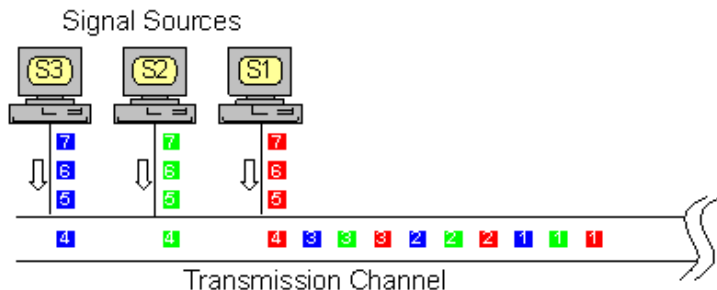 Signal Sources
S3 S2 S1
7 7 7
6 6 6
5 5 5
4 4 4 3 3 3 2 2 2 1 1 1
Transmission Channel